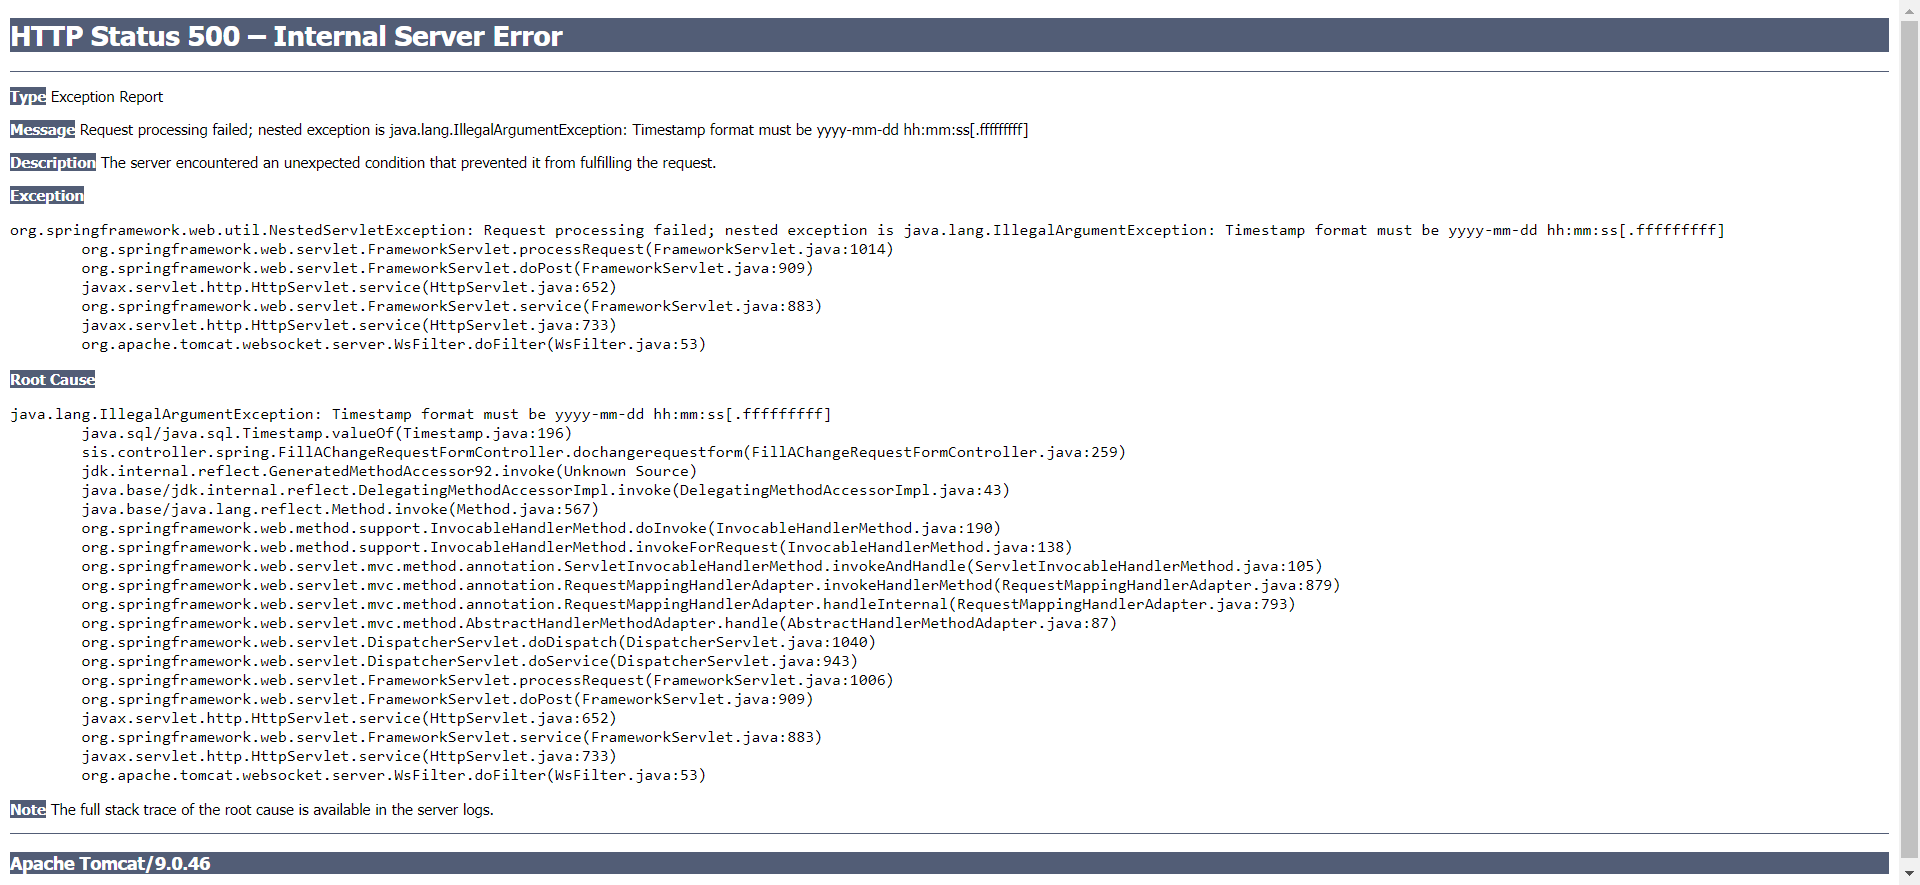 HTTP Status 500 – Internal Server Error
Type Exception Report
Message Request processing failed; nested exception is java.lang.IllegalArgumentException: Timestamp format must be yyyy-mm-dd hh:mm:ss[.fffffffff]
Description The server encountered an unexpected condition that prevented it from fulfilling the request.
Exception
org.springframework.web.util.NestedServletException: Request processing failed; nested exception is java.lang.IllegalArgumentException: Timestamp format must be yyyy-mm-dd hh:mm:ss[.fffffffff]
org.springframework.web.servlet.FrameworkServlet.processRequest(FrameworkServlet.java:1014)
org.springframework.web.servlet.FrameworkServlet.doPost(FrameworkServlet.java:909)
javax.servlet.http.HttpServlet.service(HttpServlet.java:652)
org.springframework.web.servlet.FrameworkServlet.service(FrameworkServlet.java:883)
javax.servlet.http.HttpServlet.service(HttpServlet.java:733)
org.apache.tomcat.websocket.server.WsFilter.doFilter(WsFilter.java:53)
Root Cause
java.lang.IllegalArgumentException: Timestamp format must be yyyy-mm-dd hh:mm:ss[.fffffffff]
java.sql/java.sql.Timestamp.valueOf(Timestamp.java:196)
sis.controller.spring.FillAChangeRequestFormController.dochangerequestform(FillAChangeRequestFormController.java:259)
jdk.internal.reflect.GeneratedMethodAccessor92.invoke(Unknown Source)
java.base/jdk.internal.reflect.DelegatingMethodAccessorImpl.invoke(DelegatingMethodAccessorImpl.java:43)
java.base/java.lang.reflect.Method.invoke(Method.java:567)
org.springframework.web.method.support.InvocableHandlerMethod.doInvoke(InvocableHandlerMethod.java:190)
org.springframework.web.method.support.InvocableHandlerMethod.invokeForRequest(InvocableHandlerMethod.java:138)
org.springframework.web.servlet.mvc.method.annotation.ServletInvocableHandlerMethod.invokeAndHandle(ServletInvocableHandlerMethod.java:105)
org.springframework.web.servlet.mvc.method.annotation.RequestMappingHandlerAdapter.invokeHandlerMethod(RequestMappingHandlerAdapter.java:879)
org.springframework.web.servlet.mvc.method.annotation.RequestMappingHandlerAdapter.handleInternal(RequestMappingHandlerAdapter.java:793)
org.springframework.web.servlet.mvc.method.AbstractHandlerMethodAdapter.handle(AbstractHandlerMethodAdapter.java:87)
org.springframework.web.servlet.DispatcherServlet.doDispatch(DispatcherServlet.java:1040)
org.springframework.web.servlet.DispatcherServlet.doService(DispatcherServlet.java:943)
org.springframework.web.servlet.FrameworkServlet.processRequest(FrameworkServlet.java:1006)
org.springframework.web.servlet.FrameworkServlet.doPost(FrameworkServlet.java:909)
javax.servlet.http.HttpServlet.service(HttpServlet.java:652)
org.springframework.web.servlet.FrameworkServlet.service(FrameworkServlet.java:883)
javax.servlet.http.HttpServlet.service(HttpServlet.java:733)
org.apache.tomcat.websocket.server.WsFilter.doFilter(WsFilter.java:53)
Note The full stack trace of the root cause is available in the server logs.
Apache Tomcat/9.0.46